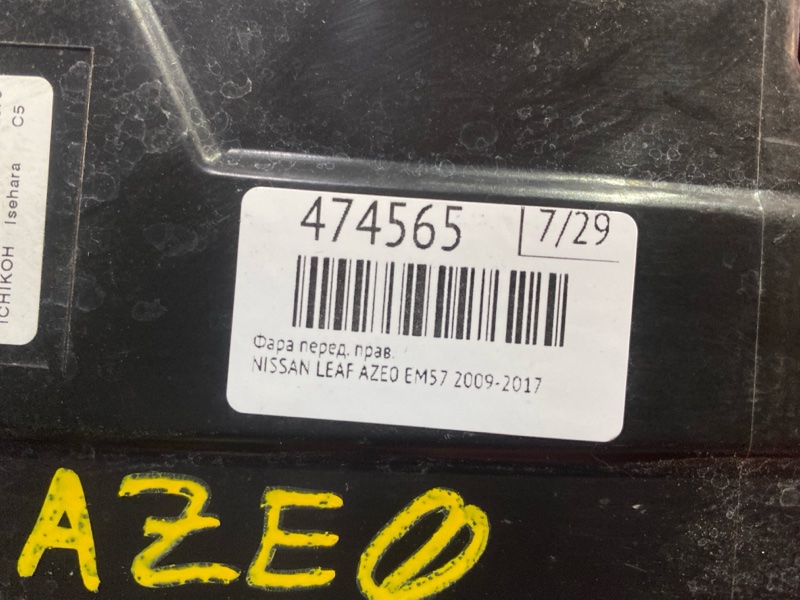 ICHIKOH Isehara C5
474565
7/29
Фара перед. прав.
NISSAN LEAF AZE0 EM57 2009-2017
AZE0